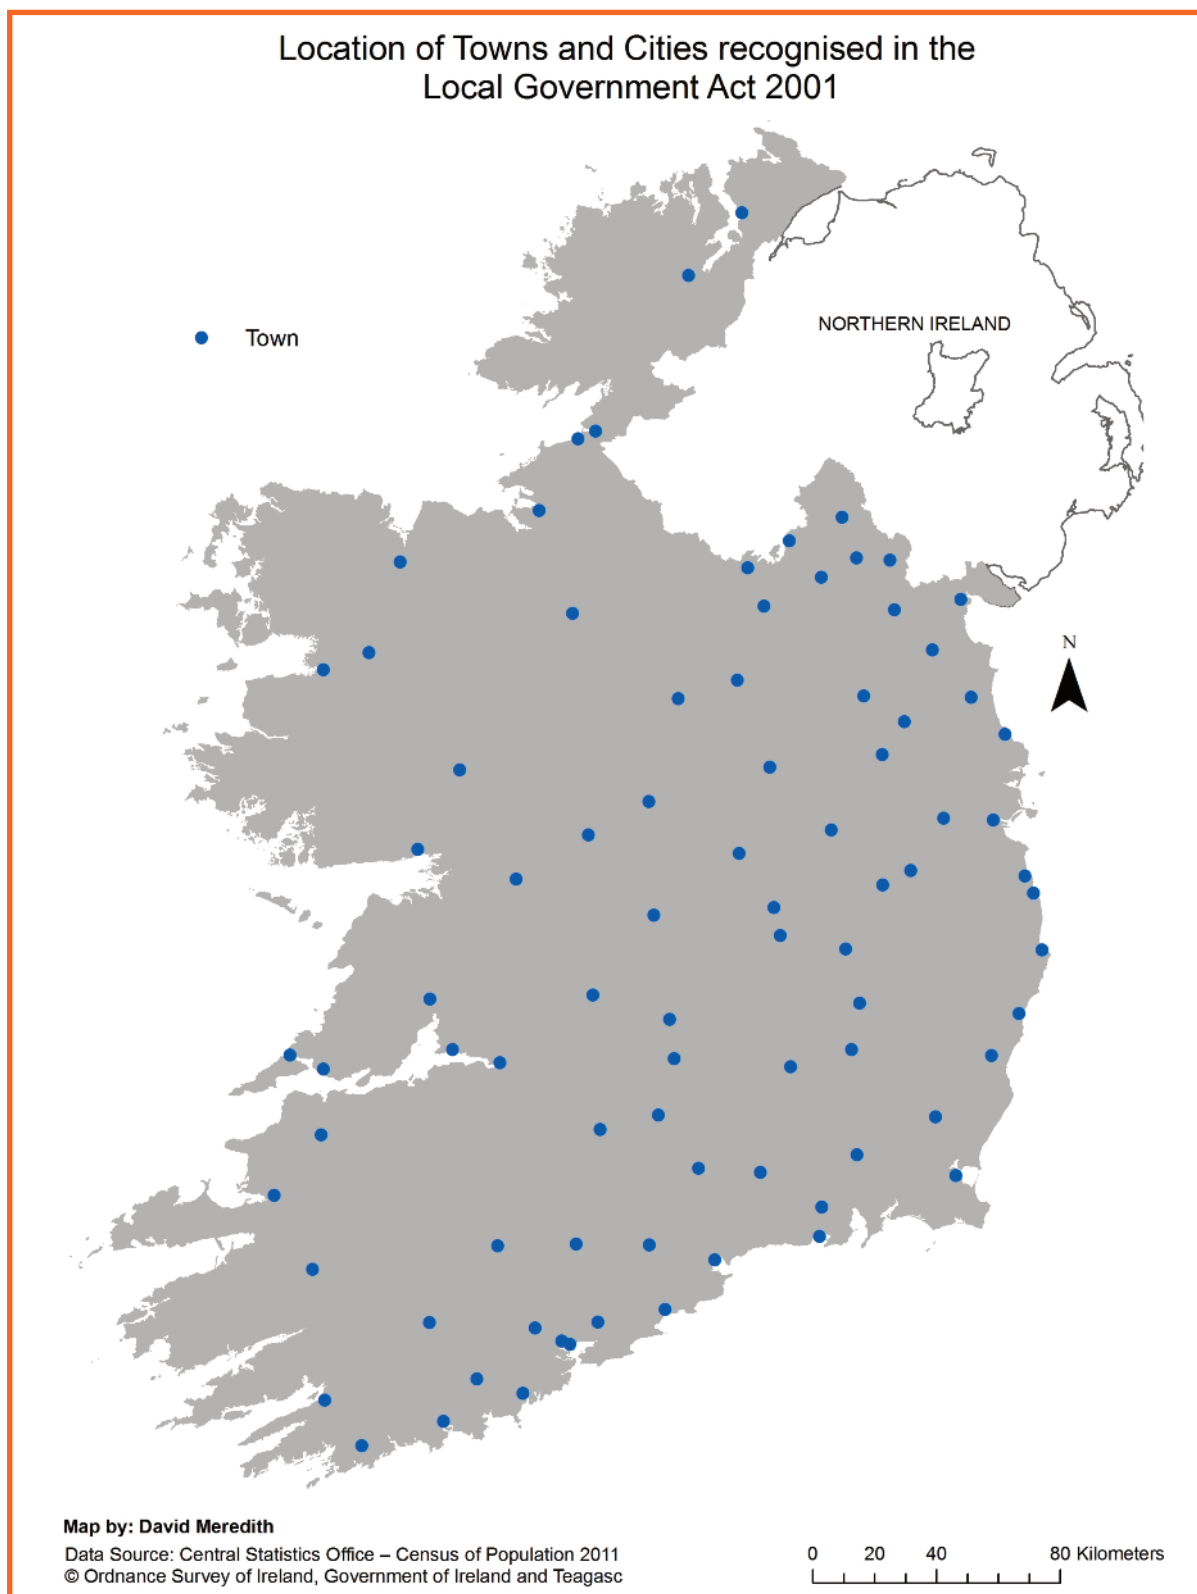 Location of Towns and Cities recognised in the
Local Government Act 2001
NORTHERN IRELAND
Town
N
Map by: David Meredith
Data Source: Central Statistics Office – Census of Population 2011
© Ordnance Survey of Ireland, Government of Ireland and Teagasc
0 20 40 80 Kilometers